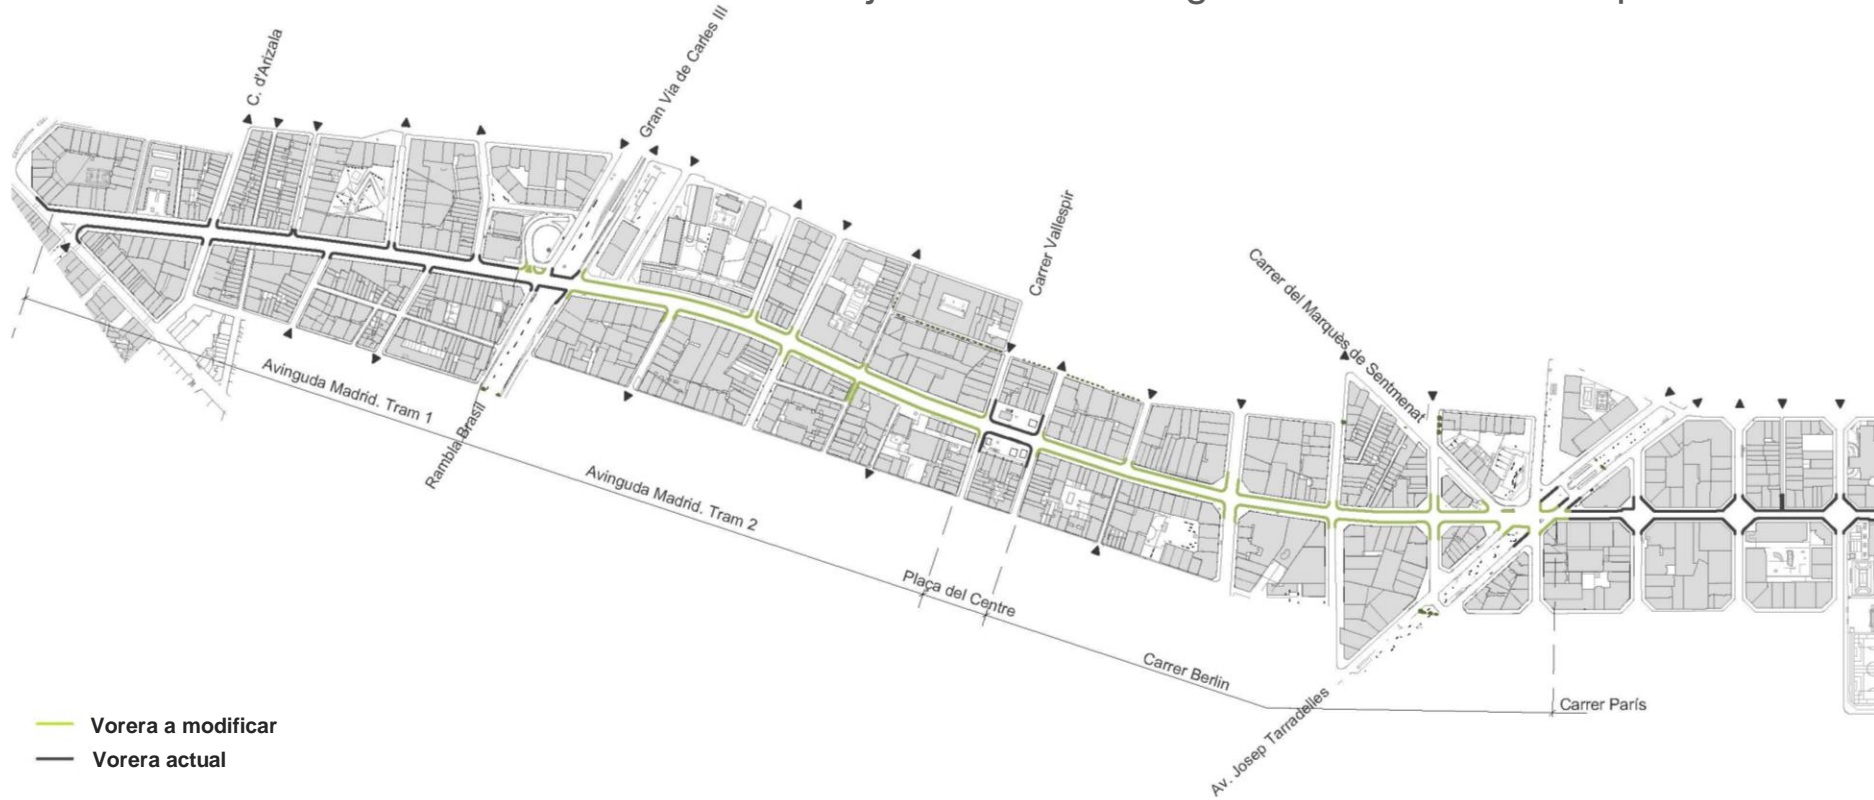 C. d'Arizala
Gran Via de Carles III
Carrer Vallespir
Carrer del Marquès de Sentmenat
Avinguda Madrid. Tram 1
Rambla Brasil
Avinguda Madrid. Tram 2
Plaça del Centre
Carrer Berlin
Carrer París
Av. Josep Tarradelles
Vorera a modificar
Vorera actual